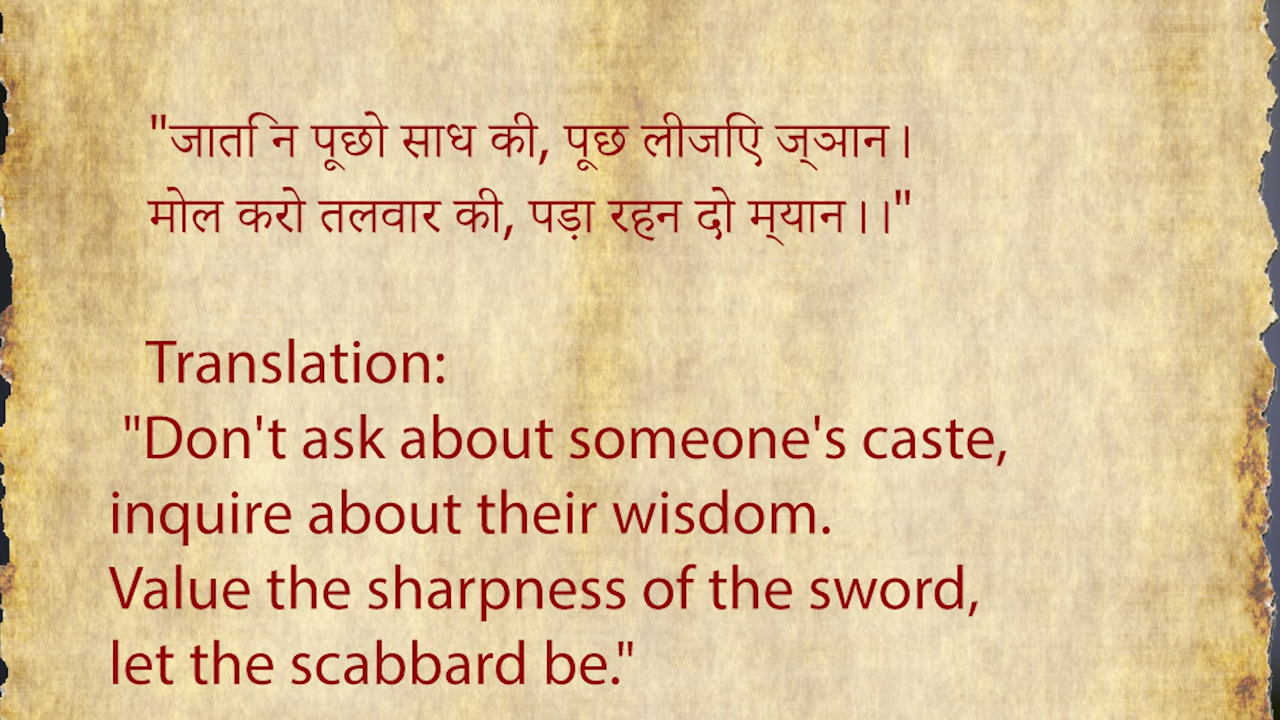 "जाति न पूछो साध की, पूछ लीजिए ज्ञान।
मोल करो तलवार की, पड़ा रहन दो म्यान।।"
Translation:
"Don't ask about someone's caste,
inquire about their wisdom.
Value the sharpness of the sword,
let the scabbard be."